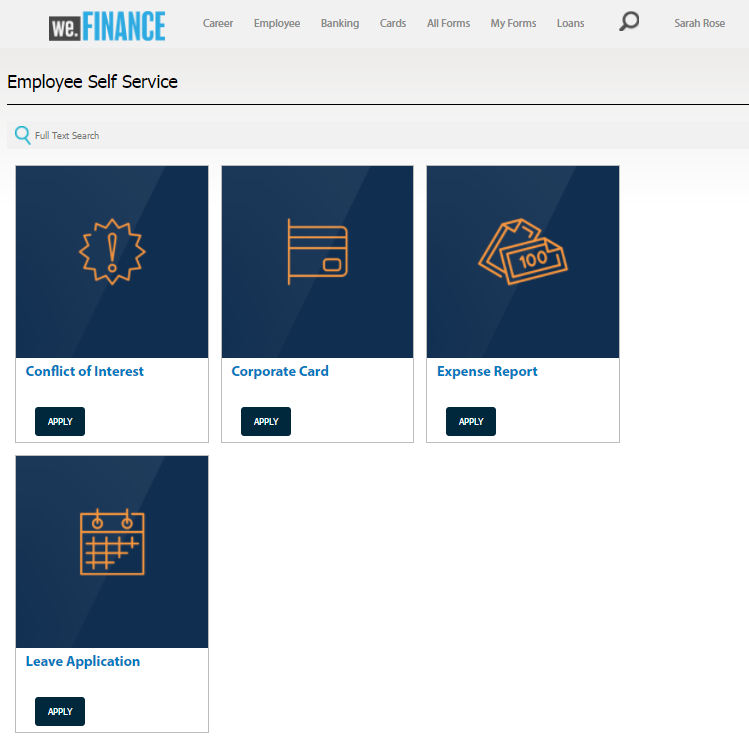 we.FINANCE Career Employee Banking Cards All Forms My Forms Loans Sarah Rose
Employee Self Service
Full Text Search
100
Conflict of Interest Corporate Card Expense Report
APPLY APPLY APPLY
Leave Application
APPLY